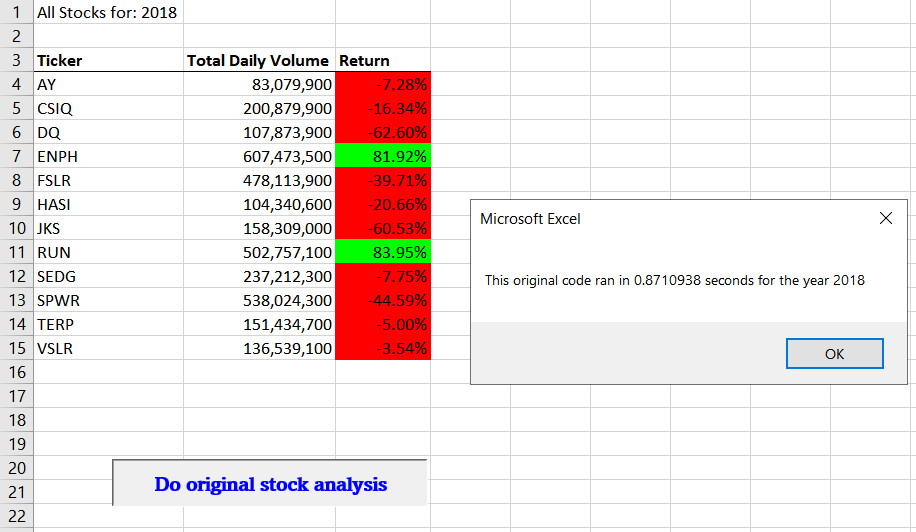 1 All Stocks for: 2018
2
3 Ticker Total Daily Volume Return
4 AY 83,079,900 -7.28%
5 CSIQ 200,879,900 -16.34%
6 DQ 107,873,900 -62.60%
7 ENPH 607,473,500 81.92%
8 FSLR 478,113,900 -39.71%
9 HASI 104,340,600 -20.66%
10 JKS 158,309,000 -60.53%
11 RUN 502,757,100 83.95%
12 SEDG 237,212,300 -7.75%
13 SPWR 538,024,300 -44.59%
14 TERP 151,434,700 -5.00%
15 VSLR 136,539,100 -3.54%
16
17
18
19
20
21
22
Do original stock analysis
Microsoft Excel
This original code ran in 0.8710938 seconds for the year 2018
OK